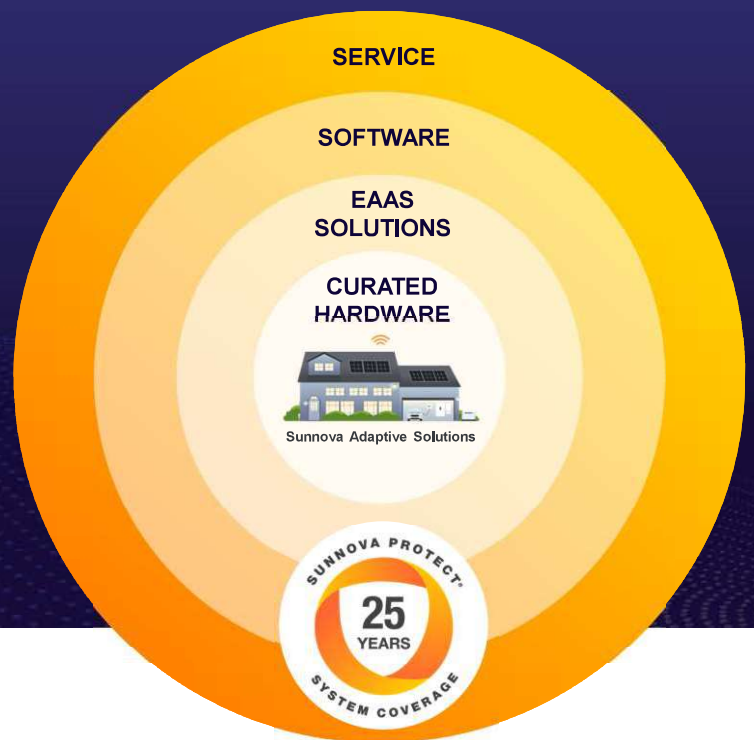 SERVICE
SOFTWARE
EAAS
SOLUTIONS
CURATED
HARDWARE
Sunnova Adaptive Solutions
SUNNOVA PROTECT®
25
YEARS
SYSTEM COVERAGE